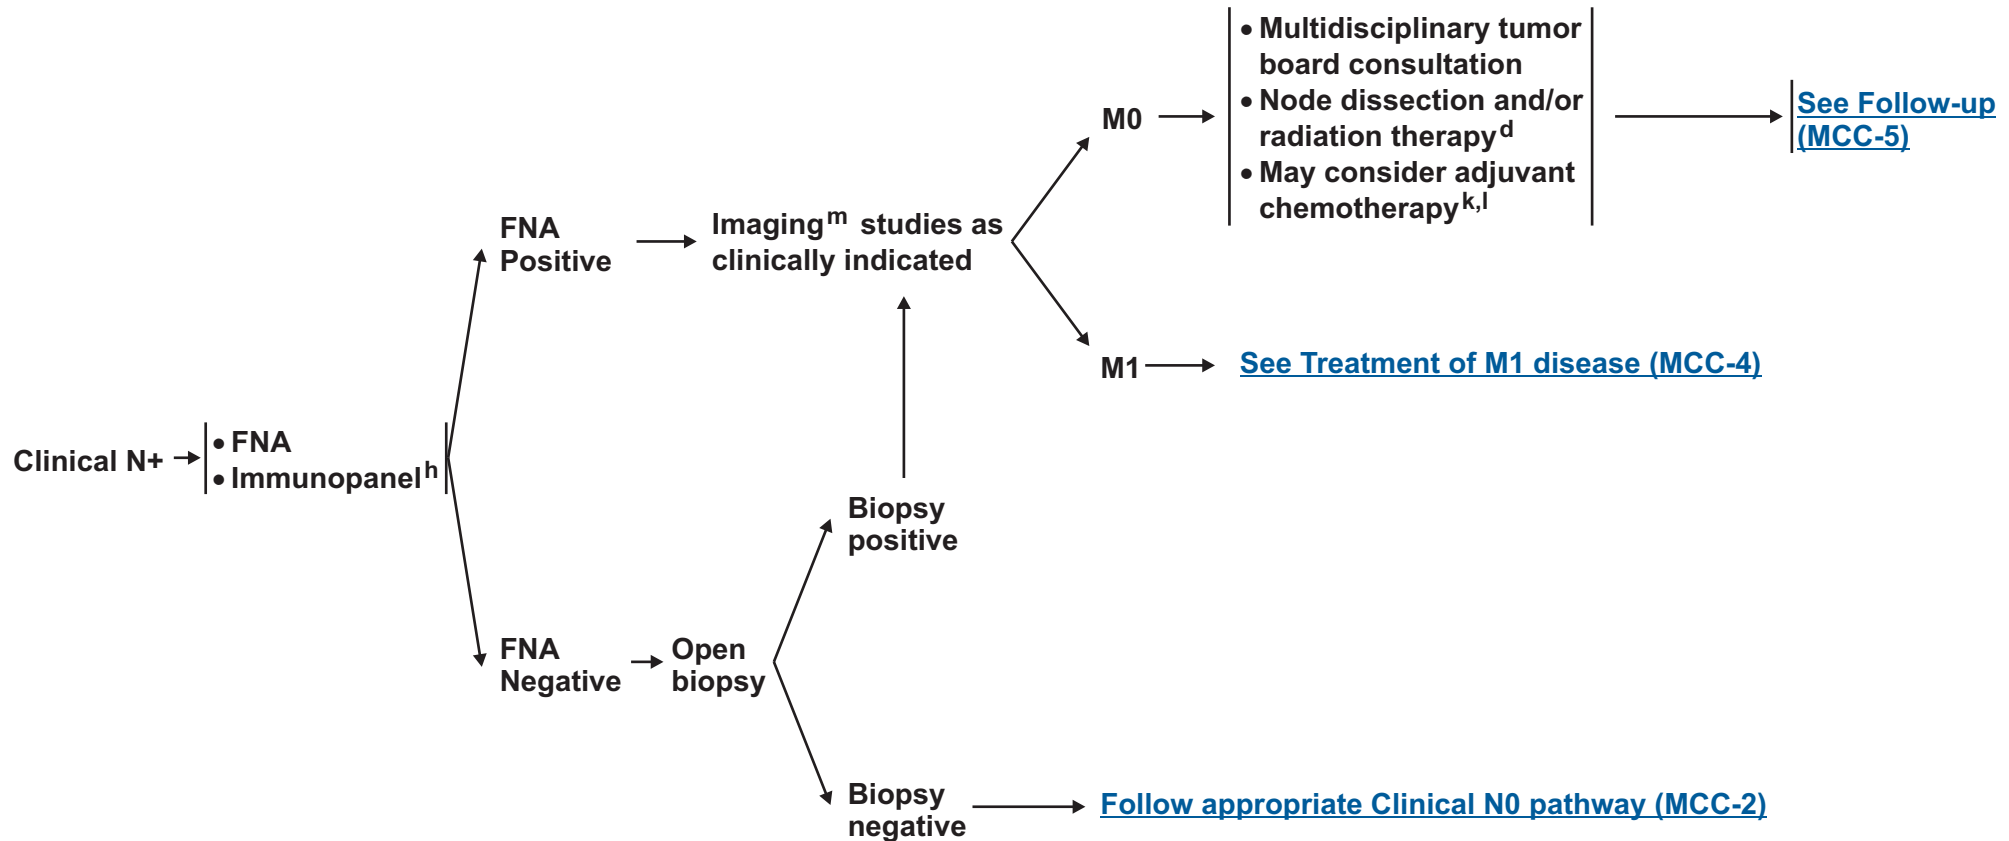 • Multidisciplinary tumor
board consultation
• Node dissection and/or
radiation therapy d
• May consider adjuvant
chemotherapy k,l
M0
See Follow-up
(MCC-5)
FNA
Positive
Imaging m studies as
clinically indicated
M1
See Treatment of M1 disease (MCC-4)
Clinical N+
• FNA
• Immunopanel h
Biopsy
positive
FNA
Negative
Open
biopsy
Biopsy
negative
Follow appropriate Clinical N0 pathway (MCC-2)